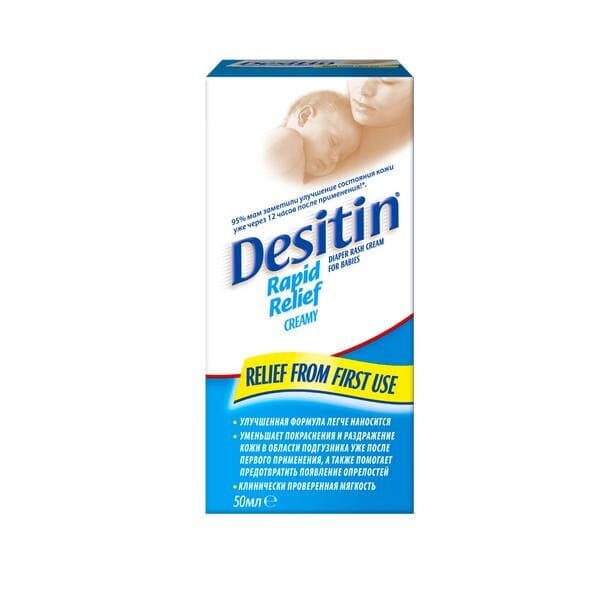 95% мам заметили улучшение состояния кожи
уже через 12 часов после применения!*.
Desitin®
DIAPER RASH CREAM
FOR BABIES
Rapid
Relief
CREAMY
RELIEF FROM FIRST USE
• УЛУЧШЕННАЯ ФОРМУЛА ЛЕГЧЕ НАНОСИТСЯ
• УМЕНЬШАЕТ ПОКРАСНЕНИЯ И РАЗДРАЖЕНИЕ
КОЖИ В ОБЛАСТИ ПОДГУЗНИКА УЖЕ ПОСЛЕ
ПЕРВОГО ПРИМЕНЕНИЯ, А ТАКЖЕ ПОМОГАЕТ
ПРЕДОТВРАТИТЬ ПОЯВЛЕНИЕ ОПРЕЛОСТЕЙ
• КЛИНИЧЕСКИ ПРОВЕРЕННАЯ МЯГКОСТЬ
50МЛ ℮